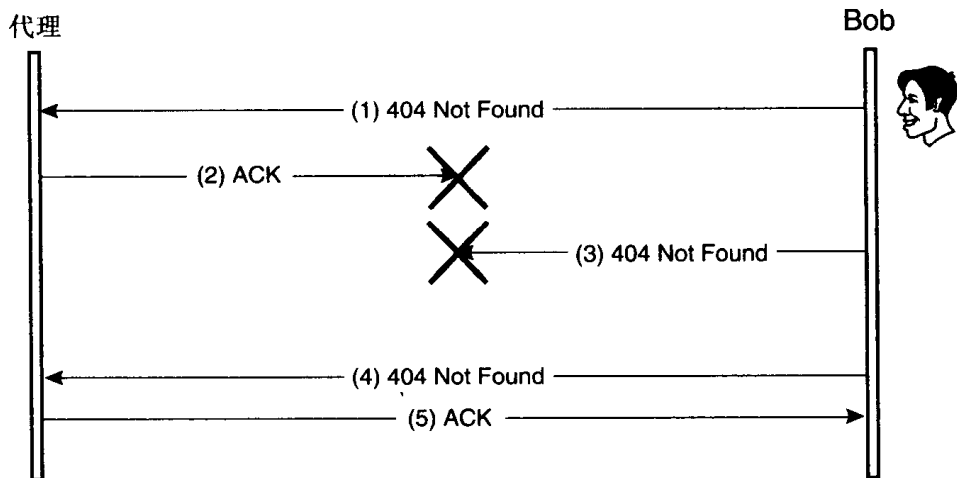 代理
Bob
(1) 404 Not Found
(2) ACK
(3) 404 Not Found
(4) 404 Not Found
(5) ACK